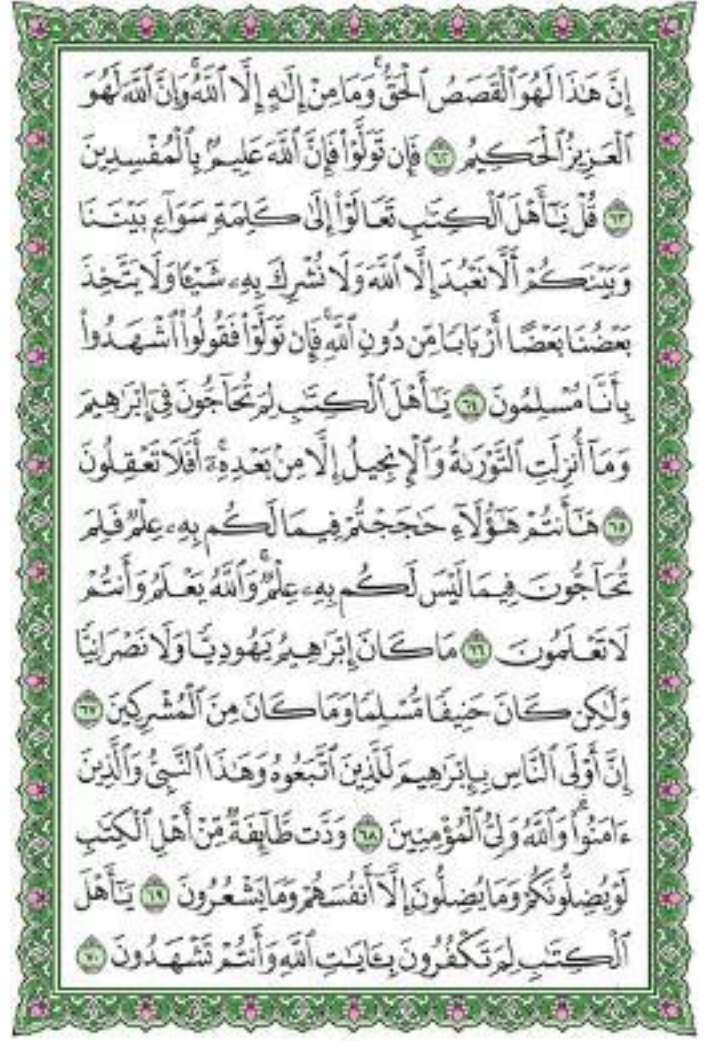 إِنَّ هَٰذَا لَهُوَ ٱلْقَصَصُ ٱلْحَقُّ ۚ وَمَا مِنْ إِلَٰهٍ إِلَّا ٱللَّهُ ۚ وَإِنَّ ٱللَّهَ لَهُوَ
ٱلْعَزِيزُ ٱلْحَكِيمُ ٦٢ فَإِن تَوَلَّوْا۟ فَإِنَّ ٱللَّهَ عَلِيمٌۢ بِٱلْمُفْسِدِينَ
٦٣ قُلْ يَٰٓأَهْلَ ٱلْكِتَٰبِ تَعَالَوْا۟ إِلَىٰ كَلِمَةٍ سَوَآءٍۭ بَيْنَنَا
وَبَيْنَكُمْ أَلَّا نَعْبُدَ إِلَّا ٱللَّهَ وَلَا نُشْرِكَ بِهِۦ شَيْـًٔا وَلَا يَتَّخِذَ
بَعْضُنَا بَعْضًا أَرْبَابًا مِّن دُونِ ٱللَّهِ ۚ فَإِن تَوَلَّوْا۟ فَقُولُوا۟ ٱشْهَدُوا۟
بِأَنَّا مُسْلِمُونَ ٦٤ يَٰٓأَهْلَ ٱلْكِتَٰبِ لِمَ تُحَآجُّونَ فِىٓ إِبْرَٰهِيمَ
وَمَآ أُنزِلَتِ ٱلتَّوْرَىٰةُ وَٱلْإِنجِيلُ إِلَّا مِنۢ بَعْدِهِۦٓ ۚ أَفَلَا تَعْقِلُونَ
٦٥ هَٰٓأَنتُمْ هَٰٓؤُلَآءِ حَٰجَجْتُمْ فِيمَا لَكُم بِهِۦ عِلْمٌ فَلِمَ
تُحَآجُّونَ فِيمَا لَيْسَ لَكُم بِهِۦ عِلْمٌ ۚ وَٱللَّهُ يَعْلَمُ وَأَنتُمْ
لَا تَعْلَمُونَ ٦٦ مَا كَانَ إِبْرَٰهِيمُ يَهُودِيًّا وَلَا نَصْرَانِيًّا
وَلَٰكِن كَانَ حَنِيفًا مُّسْلِمًا وَمَا كَانَ مِنَ ٱلْمُشْرِكِينَ ٦٧
إِنَّ أَوْلَى ٱلنَّاسِ بِإِبْرَٰهِيمَ لَلَّذِينَ ٱتَّبَعُوهُ وَهَٰذَا ٱلنَّبِىُّ وَٱلَّذِينَ
ءَامَنُوا۟ ۗ وَٱللَّهُ وَلِىُّ ٱلْمُؤْمِنِينَ ٦٨ وَدَّت طَّآئِفَةٌ مِّنْ أَهْلِ ٱلْكِتَٰبِ
لَوْ يُضِلُّونَكُمْ وَمَا يُضِلُّونَ إِلَّآ أَنفُسَهُمْ وَمَا يَشْعُرُونَ ٦٩ يَٰٓأَهْلَ
ٱلْكِتَٰبِ لِمَ تَكْفُرُونَ بِـَٔايَٰتِ ٱللَّهِ وَأَنتُمْ تَشْهَدُونَ ٧٠